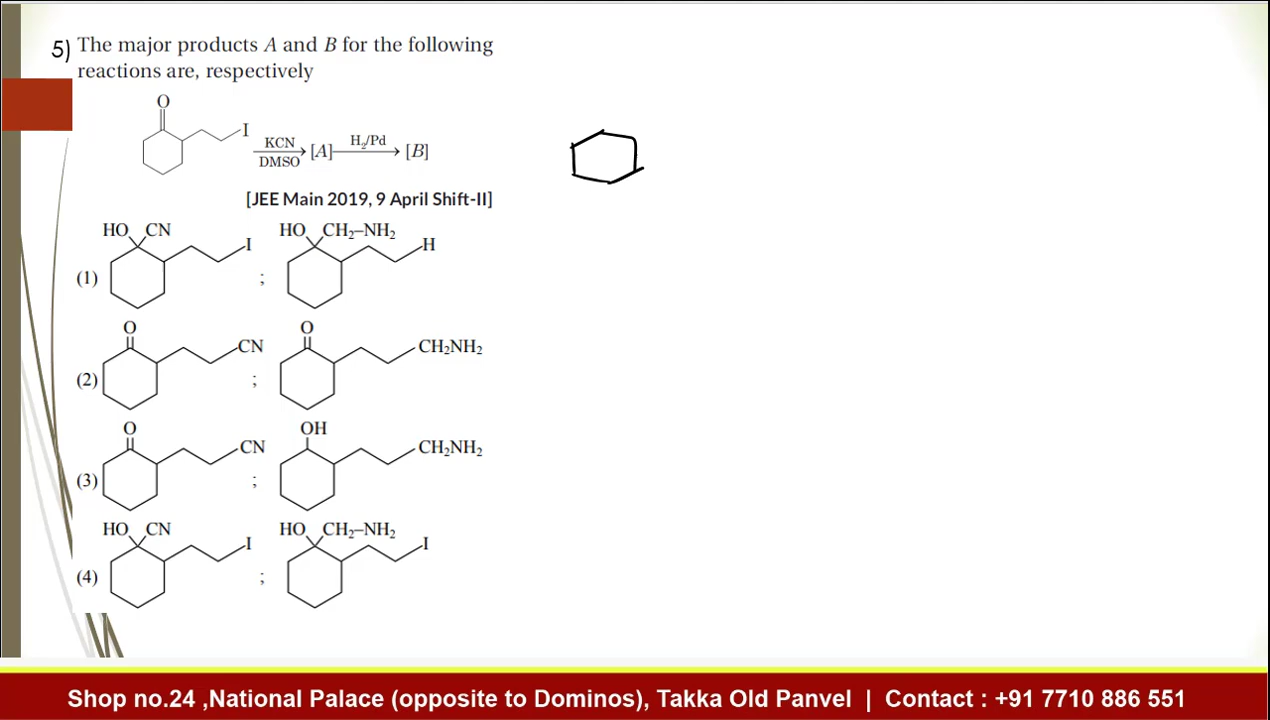 5) The major products A and B for the following
reactions are, respectively
O
I
KCN
DMSO
[A]
H₂/Pd
[B]
[JEE Main 2019, 9 April Shift-II]
(1)
HO CN
I
;
HO CH₂–NH₂
H
(2)
O
CN
;
O
CH₂NH₂
(3)
O
CN
;
OH
CH₂NH₂
(4)
HO CN
I
;
HO CH₂–NH₂
I
Shop no.24 ,National Palace (opposite to Dominos), Takka Old Panvel | Contact : +91 7710 886 551